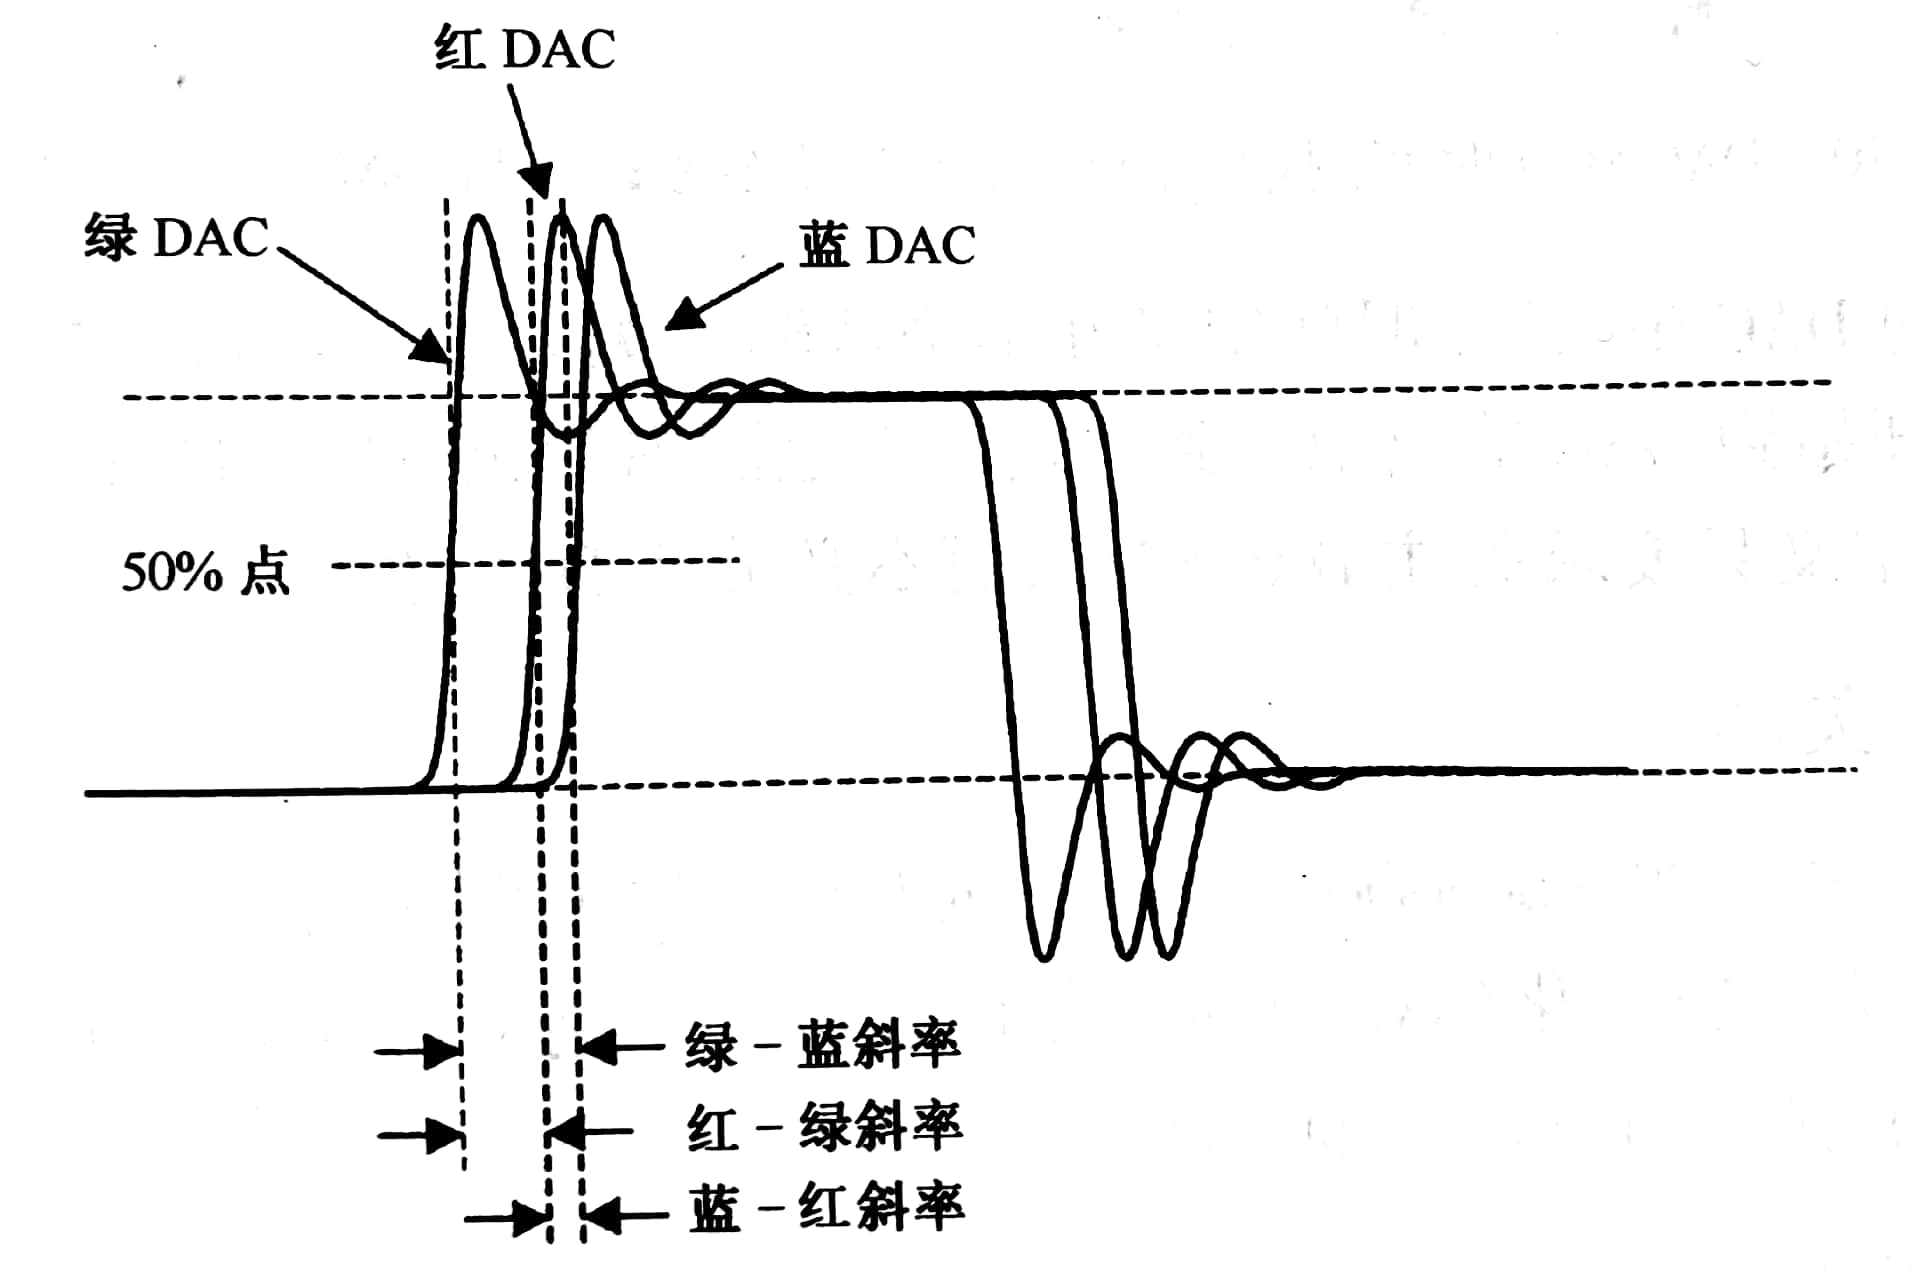 红 DAC
绿 DAC
蓝 DAC
50% 点
绿 – 蓝斜率
红 – 绿斜率
蓝 – 红斜率